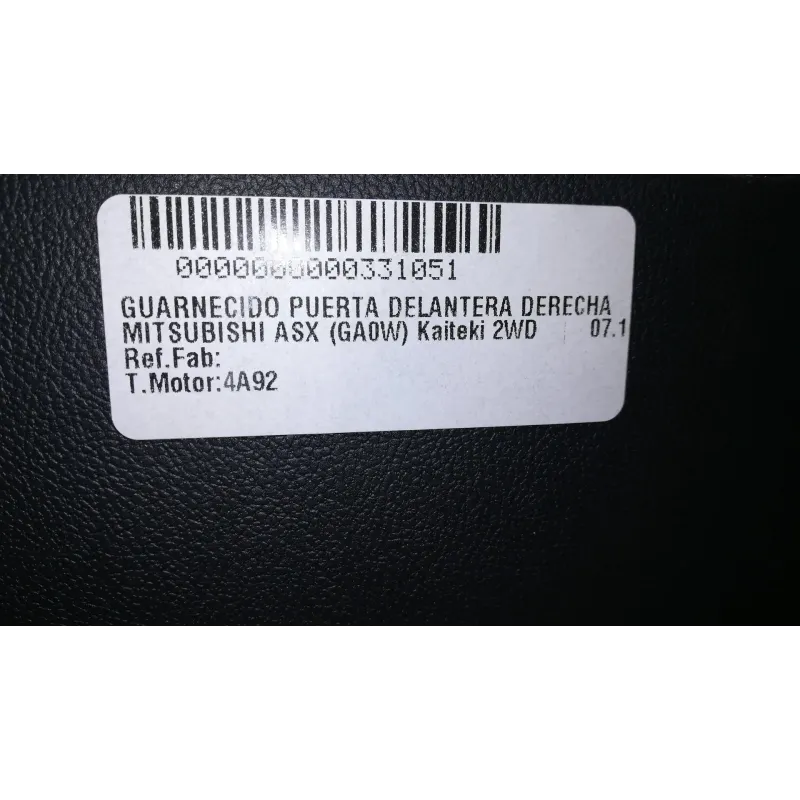 0000000000331051
GUARNECIDO PUERTA DELANTERA DERECHA
MITSUBISHI ASX (GA0W) Kaiteki 2WD 07.1
Ref.Fab:
T.Motor:4A92